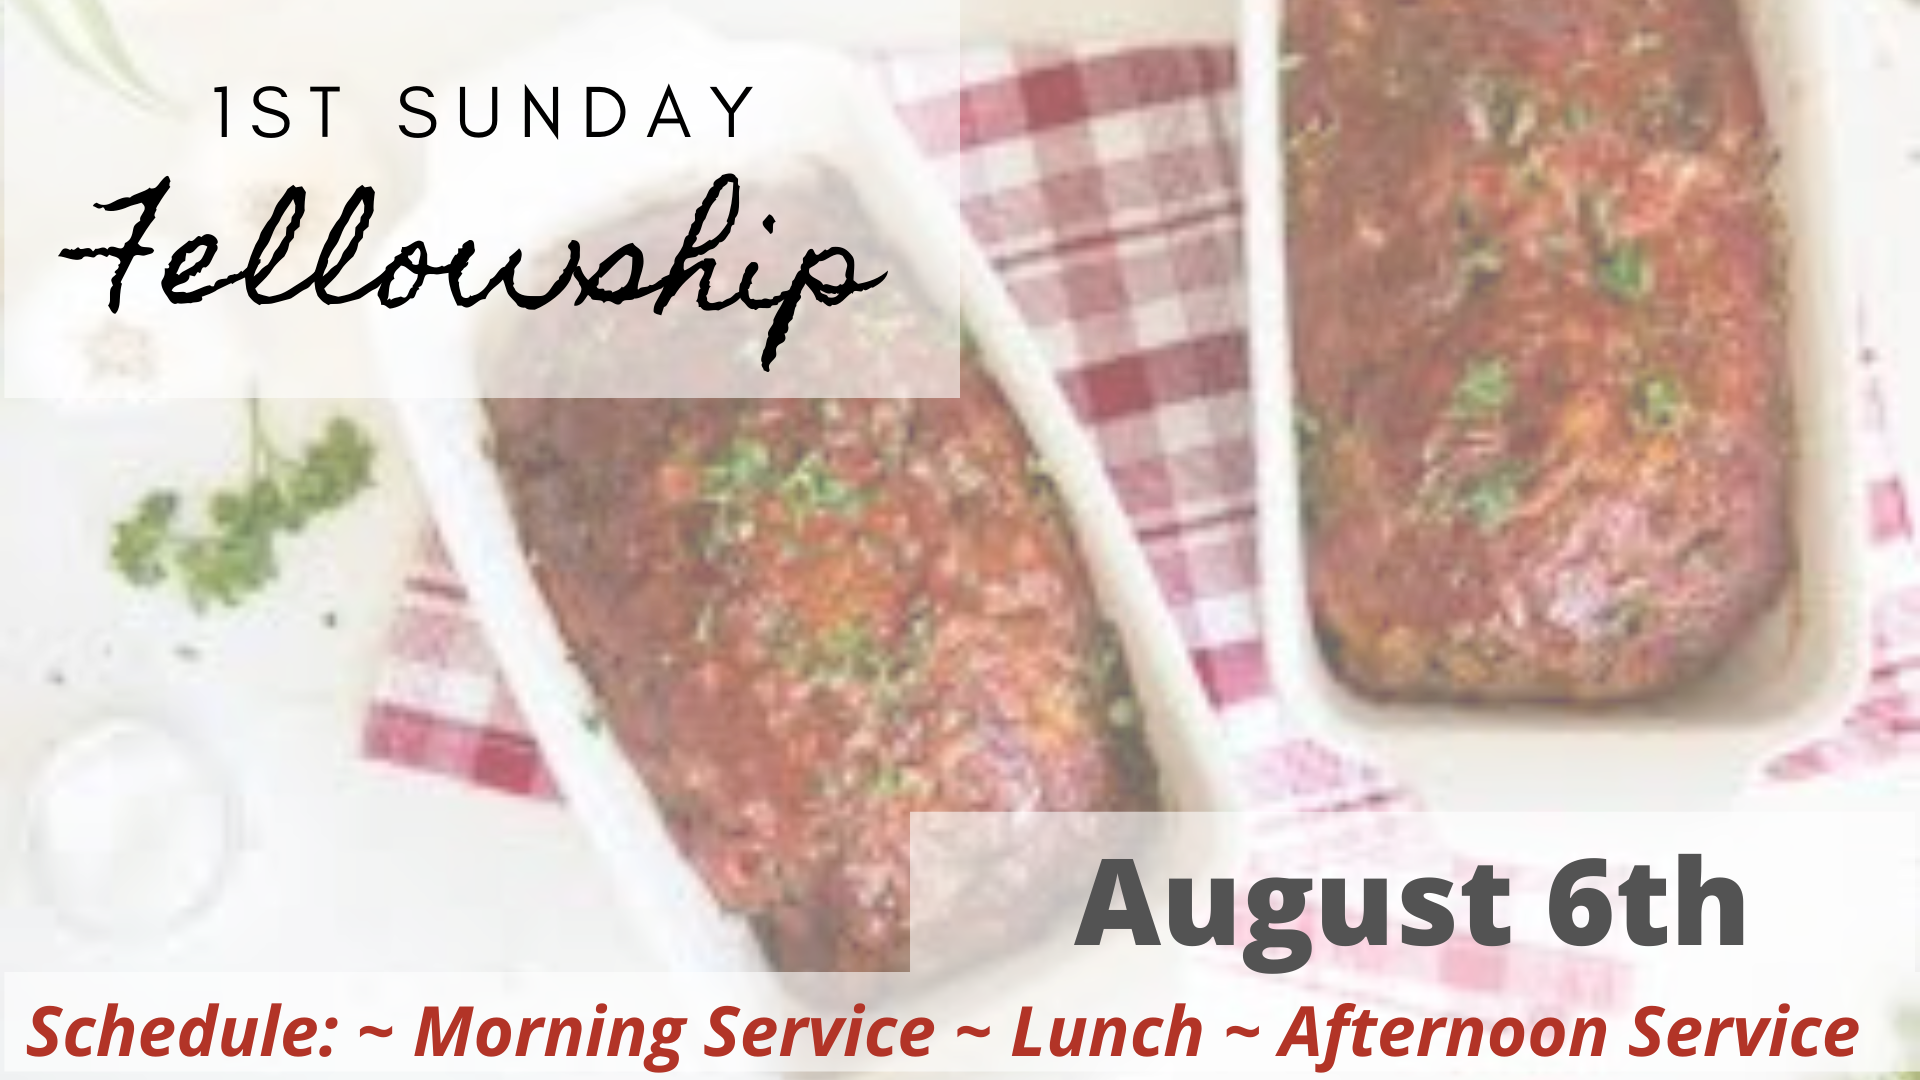 1ST SUNDAY
Fellowship
August 6th
Schedule: ~ Morning Service ~ Lunch ~ Afternoon Service